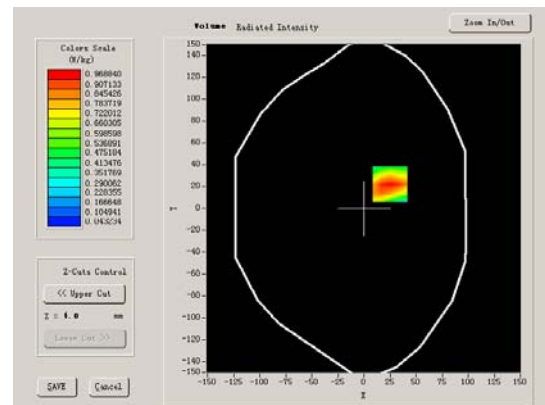 Volume Radiated Intensity
Zoom In/Out
Colors Scale
(W/kg)
0.968840
0.907133
0.845426
0.783719
0.722012
0.660305
0.598598
0.536891
0.475184
0.413476
0.351769
0.290062
0.228355
0.166648
0.104941
0.043234
Z-Cuts Control
<< Upper Cut
Z = 4.0 mm
Lower Cut >>
SAVE
Cancel
150
140
120
100
80
60
40
20
0
-20
-40
-60
-80
-100
-120
-140
-150
-150 -125 -100 -75 -50 -25 0 25 50 75 100 125 150
Y
X